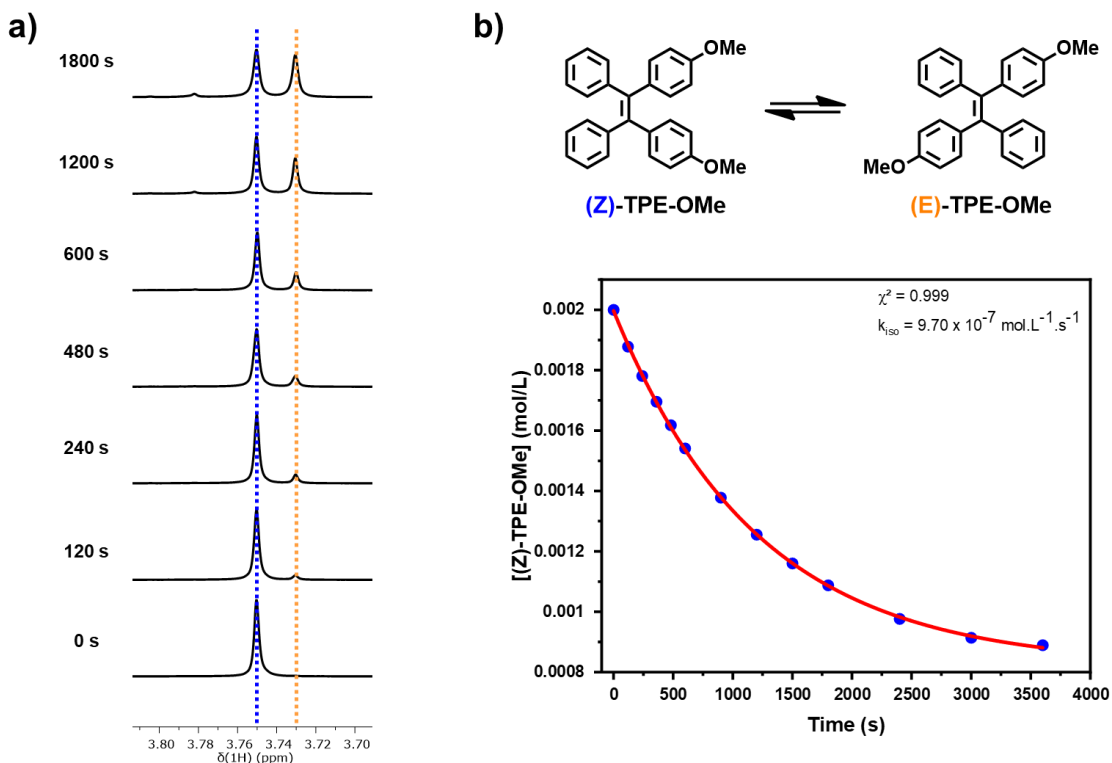 a)
1800 s
1200 s
600 s
480 s
240 s
120 s
0 s
3.80 3.78 3.76 3.74 3.72 3.70
δ(1H) (ppm)
b)
OMe
OMe
OMe
MeO
(Z)-TPE-OMe
(E)-TPE-OMe
χ² = 0.999
kiso = 9.70 x 10⁻⁷ mol.L⁻¹.s⁻¹
[(Z)-TPE-OMe] (mol/L)
0.002
0.0018
0.0016
0.0014
0.0012
0.001
0.0008
0 500 1000 1500 2000 2500 3000 3500 4000
Time (s)